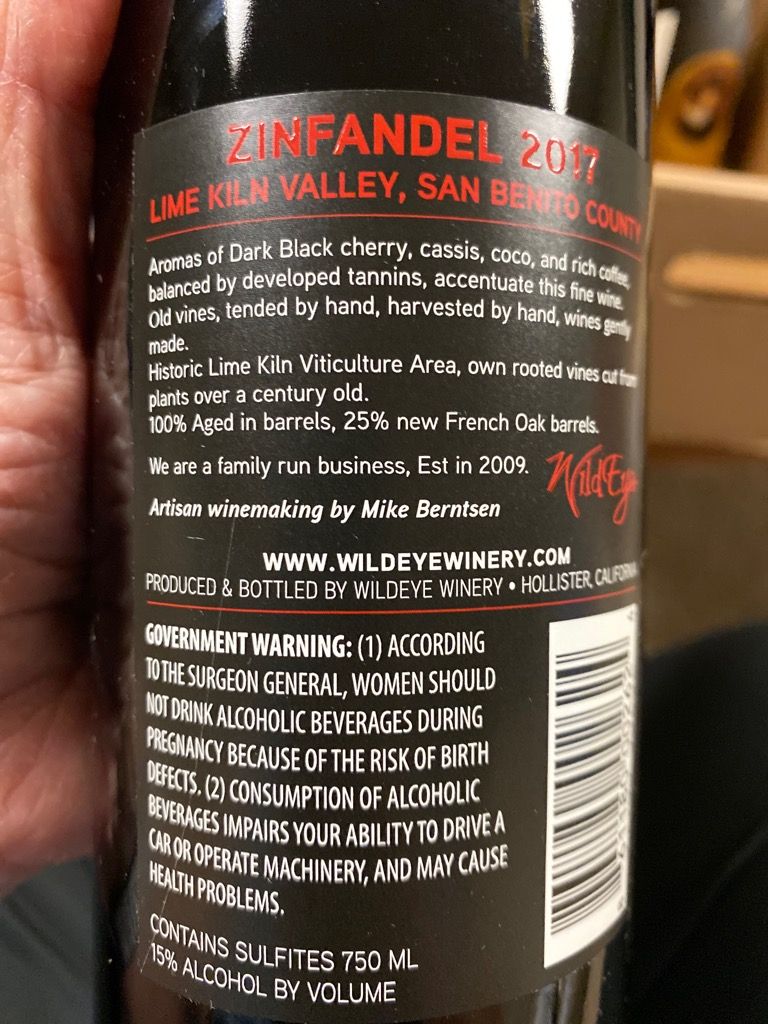 ZINFANDEL 2017
LIME KILN VALLEY, SAN BENITO COUNTY
Aromas of Dark Black cherry, cassis, coco, and rich coffee,
balanced by developed tannins, accentuate this fine wine.
Old vines, tended by hand, harvested by hand, wines gently
made.
Historic Lime Kiln Viticulture Area, own rooted vines cut from
plants over a century old.
100% Aged in barrels, 25% new French Oak barrels.
We are a family run business, Est in 2009.
WildEye
Artisan winemaking by Mike Berntsen
WWW.WILDEYEWINERY.COM
PRODUCED & BOTTLED BY WILDEYE WINERY • HOLLISTER, CALIFORNIA
GOVERNMENT WARNING: (1) ACCORDING
TO THE SURGEON GENERAL, WOMEN SHOULD
NOT DRINK ALCOHOLIC BEVERAGES DURING
PREGNANCY BECAUSE OF THE RISK OF BIRTH
DEFECTS. (2) CONSUMPTION OF ALCOHOLIC
BEVERAGES IMPAIRS YOUR ABILITY TO DRIVE A
CAR OR OPERATE MACHINERY, AND MAY CAUSE
HEALTH PROBLEMS.
CONTAINS SULFITES 750 ML
15% ALCOHOL BY VOLUME